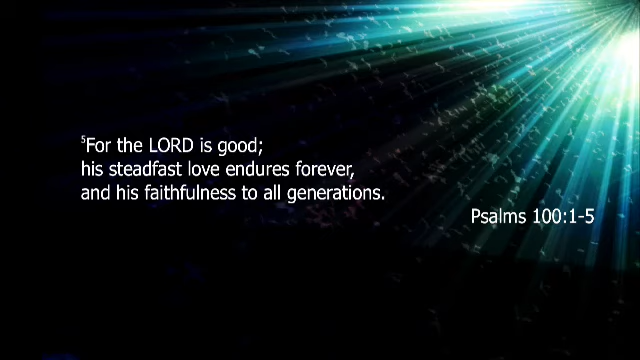 ⁵For the LORD is good;
his steadfast love endures forever,
and his faithfulness to all generations.
Psalms 100:1-5